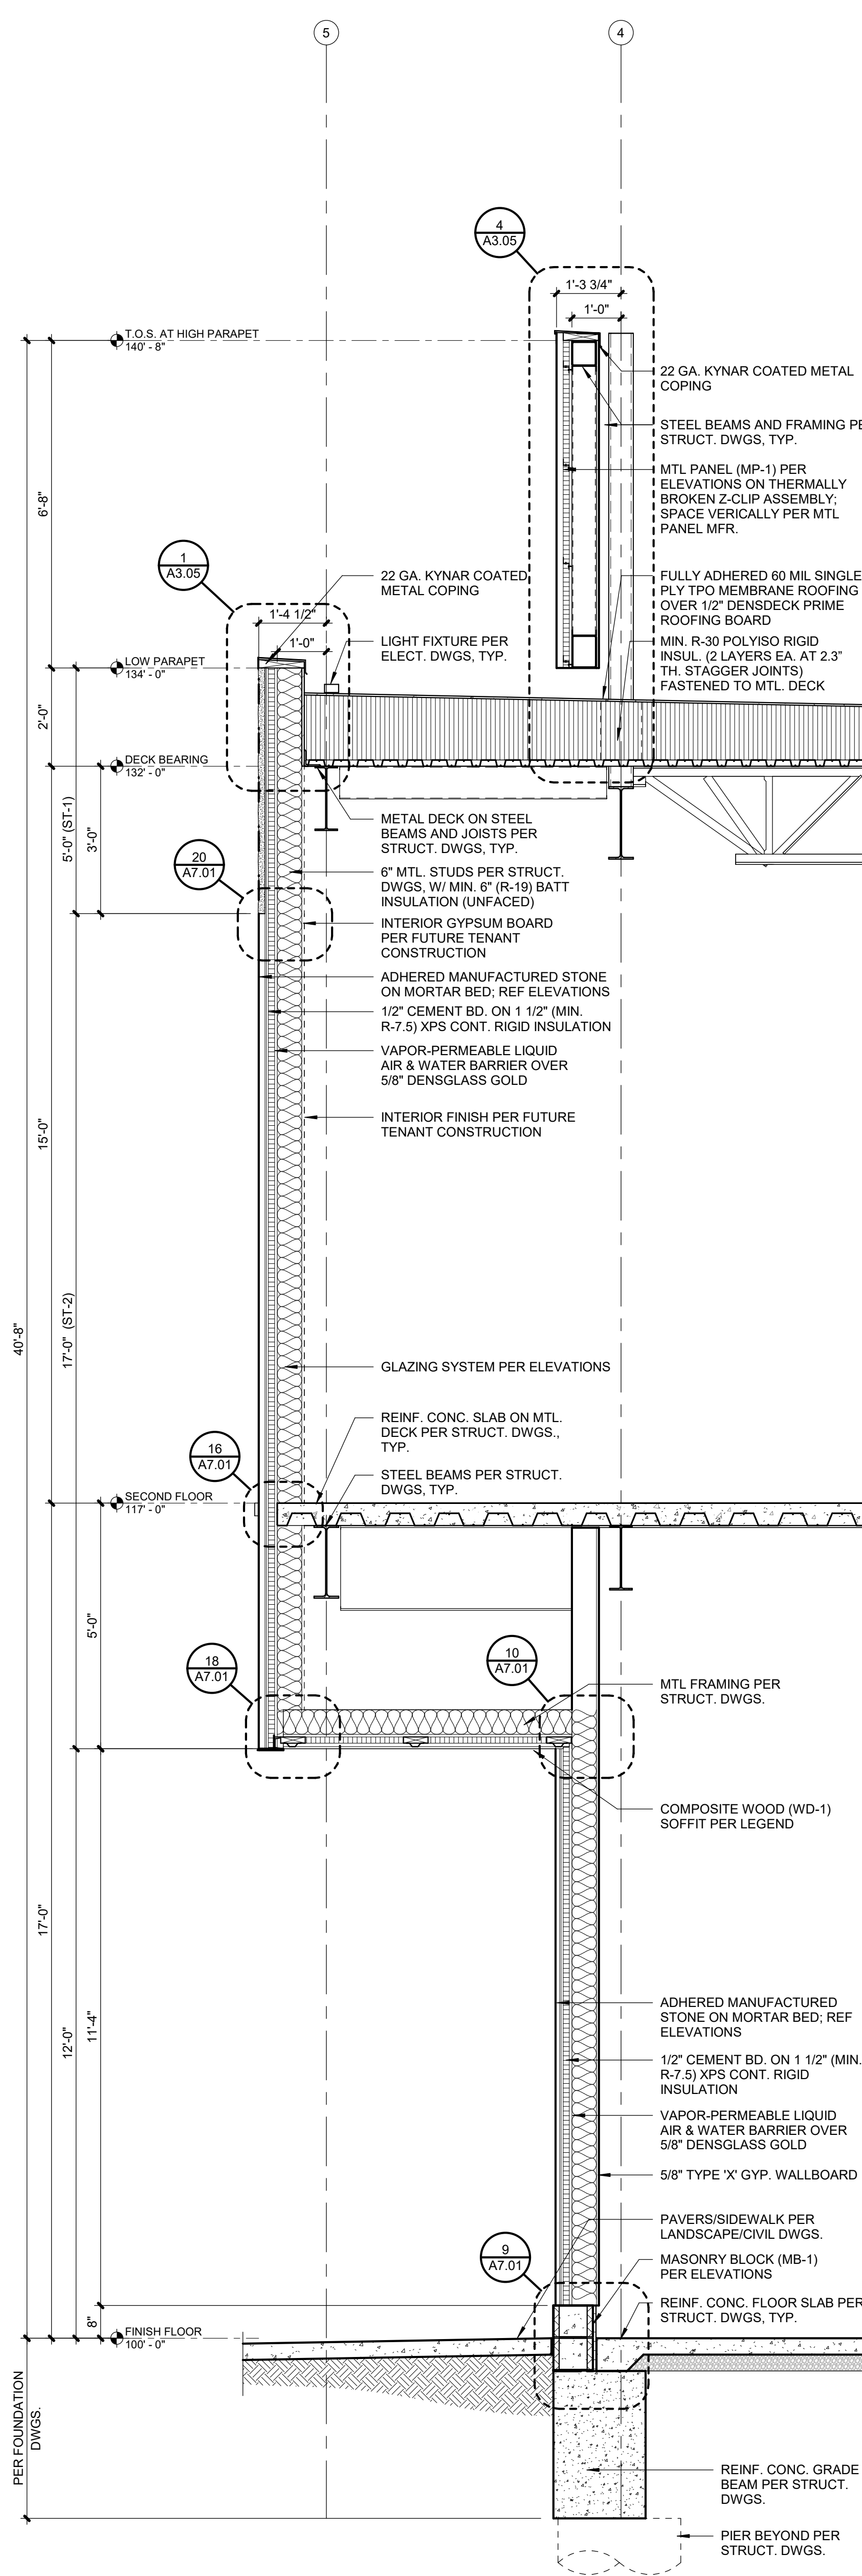 5
4
4
A3.05
1'-3 3/4"
1'-0"
T.O.S. AT HIGH PARAPET
140' - 8"
22 GA. KYNAR COATED METAL
COPING
STEEL BEAMS AND FRAMING PE
STRUCT. DWGS, TYP.
MTL PANEL (MP-1) PER
ELEVATIONS ON THERMALLY
BROKEN Z-CLIP ASSEMBLY;
SPACE VERICALLY PER MTL
PANEL MFR.
6'-8"
1
A3.05
22 GA. KYNAR COATED
METAL COPING
FULLY ADHERED 60 MIL SINGLE
PLY TPO MEMBRANE ROOFING
OVER 1/2" DENSDECK PRIME
ROOFING BOARD
1'-4 1/2"
1'-0"
LIGHT FIXTURE PER
ELECT. DWGS, TYP.
MIN. R-30 POLYISO RIGID
INSUL. (2 LAYERS EA. AT 2.3"
TH. STAGGER JOINTS)
FASTENED TO MTL. DECK
LOW PARAPET
134' - 0"
2'-0"
DECK BEARING
132' - 0"
5'-0" (ST-1)
3'-0"
METAL DECK ON STEEL
BEAMS AND JOISTS PER
STRUCT. DWGS, TYP.
20
A7.01
6" MTL. STUDS PER STRUCT.
DWGS, W/ MIN. 6" (R-19) BATT
INSULATION (UNFACED)
INTERIOR GYPSUM BOARD
PER FUTURE TENANT
CONSTRUCTION
ADHERED MANUFACTURED STONE
ON MORTAR BED; REF ELEVATIONS
1/2" CEMENT BD. ON 1 1/2" (MIN.
R-7.5) XPS CONT. RIGID INSULATION
VAPOR-PERMEABLE LIQUID
AIR & WATER BARRIER OVER
5/8" DENSGLASS GOLD
INTERIOR FINISH PER FUTURE
TENANT CONSTRUCTION
15'-0"
40'-8"
17'-0" (ST-2)
GLAZING SYSTEM PER ELEVATIONS
16
A7.01
REINF. CONC. SLAB ON MTL.
DECK PER STRUCT. DWGS.,
TYP.
STEEL BEAMS PER STRUCT.
DWGS, TYP.
SECOND FLOOR
117' - 0"
5'-0"
18
A7.01
10
A7.01
MTL FRAMING PER
STRUCT. DWGS.
COMPOSITE WOOD (WD-1)
SOFFIT PER LEGEND
17'-0"
12'-0"
11'-4"
ADHERED MANUFACTURED
STONE ON MORTAR BED; REF
ELEVATIONS
1/2" CEMENT BD. ON 1 1/2" (MIN.
R-7.5) XPS CONT. RIGID
INSULATION
VAPOR-PERMEABLE LIQUID
AIR & WATER BARRIER OVER
5/8" DENSGLASS GOLD
5/8" TYPE 'X' GYP. WALLBOARD
PAVERS/SIDEWALK PER
LANDSCAPE/CIVIL DWGS.
9
A7.01
MASONRY BLOCK (MB-1)
PER ELEVATIONS
REINF. CONC. FLOOR SLAB PER
STRUCT. DWGS, TYP.
8"
FINISH FLOOR
100' - 0"
PER FOUNDATION
DWGS.
REINF. CONC. GRADE
BEAM PER STRUCT.
DWGS.
PIER BEYOND PER
STRUCT. DWGS.